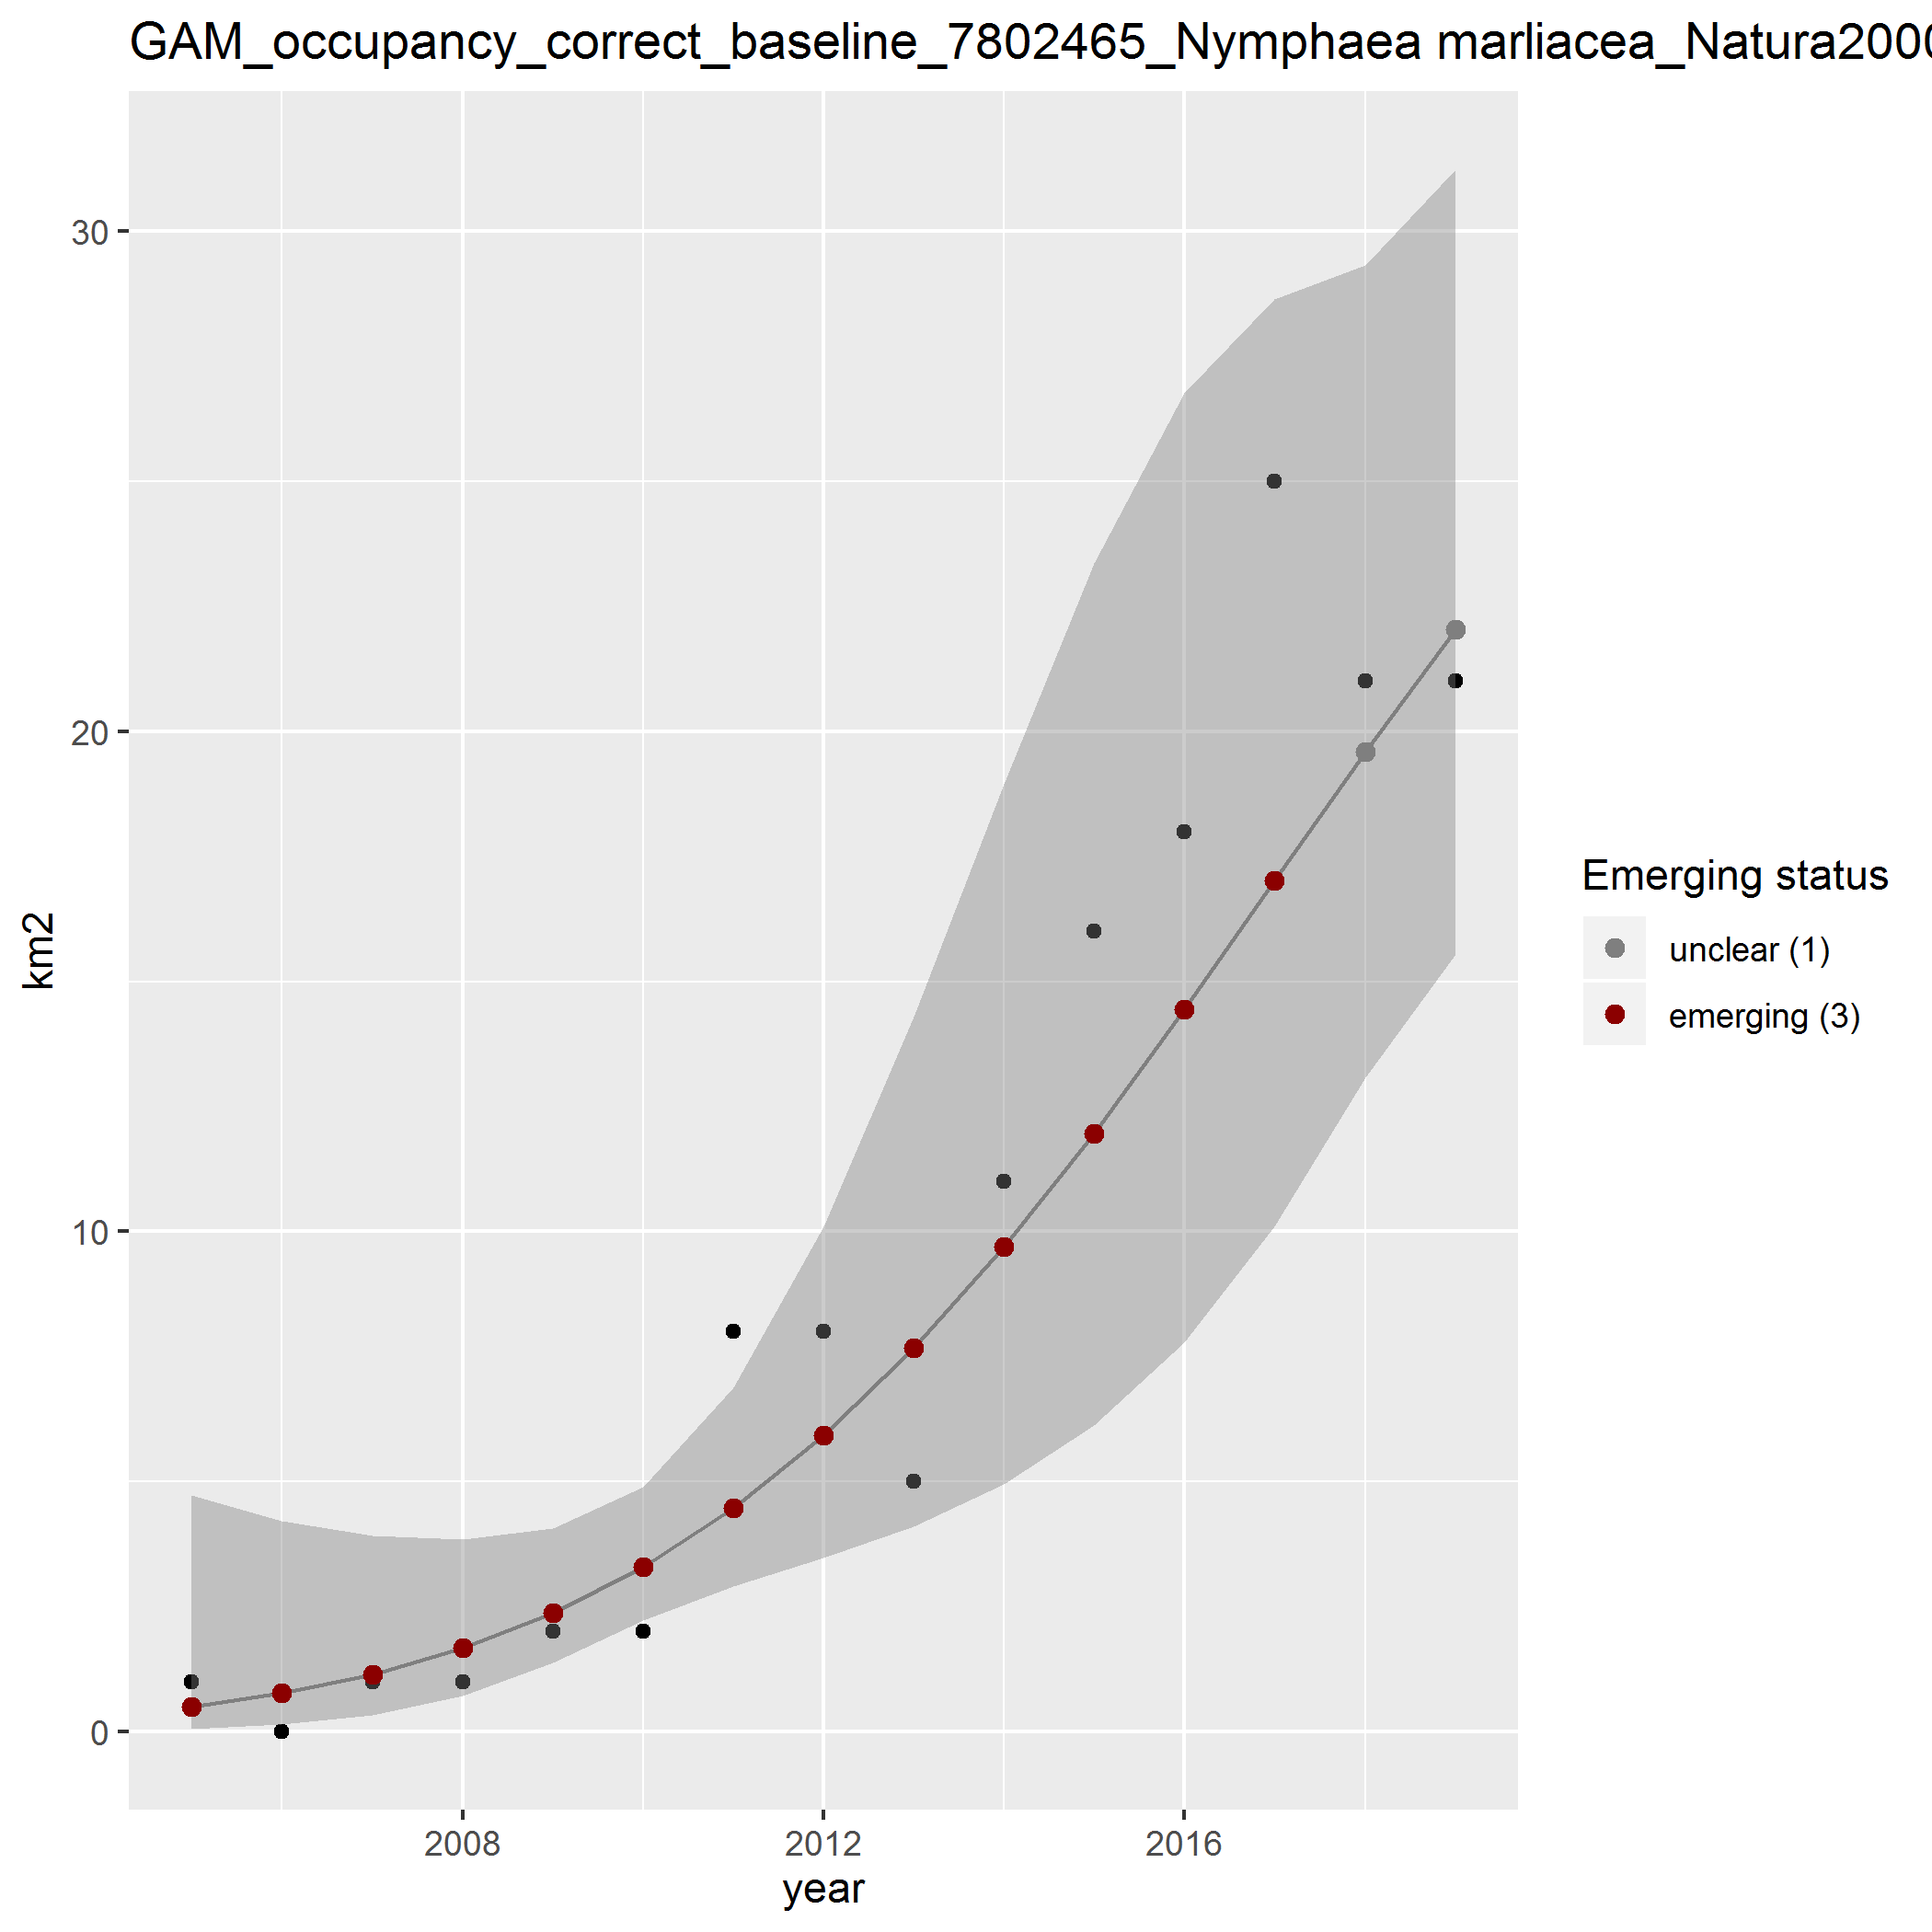 GAM_occupancy_correct_baseline_7802465_Nymphaea marliacea_Natura2000
30
20
10
0
km2
2008
2012
2016
year
Emerging status
unclear (1)
emerging (3)